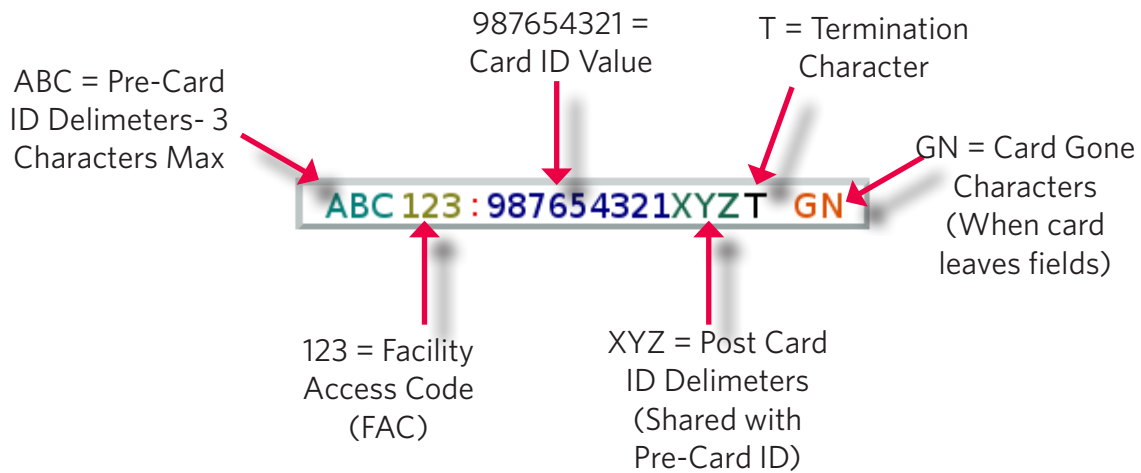 987654321 =
Card ID Value
T = Termination
Character
ABC = Pre-Card
ID Delimeters- 3
Characters Max
GN = Card Gone
Characters
(When card
leaves fields)
ABC 123 : 987654321XYZ T GN
123 = Facility
Access Code
(FAC)
XYZ = Post Card
ID Delimeters
(Shared with
Pre-Card ID)